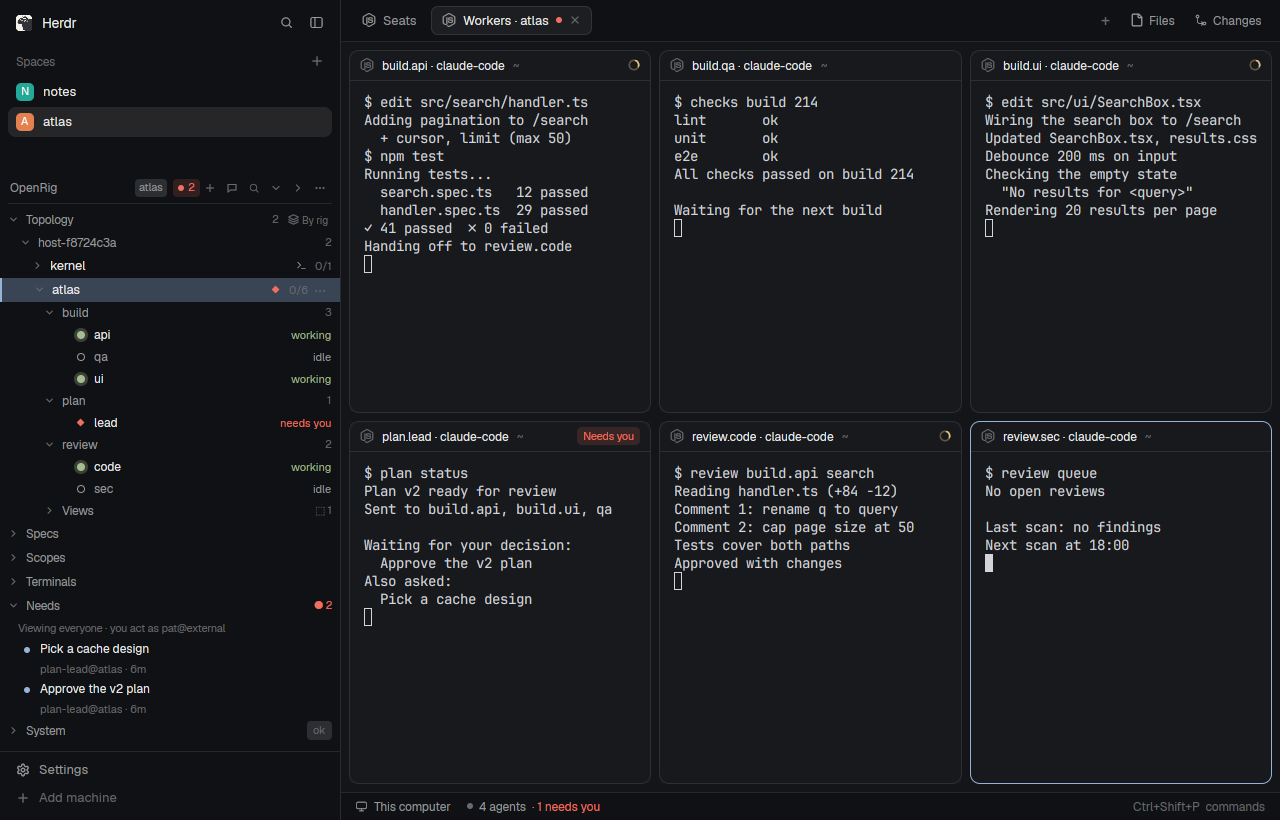 Herdr
Spaces
N notes
A atlas
OpenRig atlas 2
Topology 2 By rig
host-f8724c3a 2
kernel 0/1
atlas 0/6
build 3
api working
qa idle
ui working
plan 1
lead needs you
review 2
code working
sec idle
Views 1
Specs
Scopes
Terminals
Needs 2
Viewing everyone · you act as pat@external
Pick a cache design
plan-lead@atlas · 6m
Approve the v2 plan
plan-lead@atlas · 6m
System ok
Settings
Add machine
Seats
Workers · atlas
Files
Changes
build.api · claude-code ~
$ edit src/search/handler.ts
Adding pagination to /search
+ cursor, limit (max 50)
$ npm test
Running tests...
search.spec.ts 12 passed
handler.spec.ts 29 passed
✓ 41 passed ✕ 0 failed
Handing off to review.code
build.qa · claude-code ~
$ checks build 214
lint ok
unit ok
e2e ok
All checks passed on build 214
Waiting for the next build
build.ui · claude-code ~
$ edit src/ui/SearchBox.tsx
Wiring the search box to /search
Updated SearchBox.tsx, results.css
Debounce 200 ms on input
Checking the empty state
"No results for <query>"
Rendering 20 results per page
plan.lead · claude-code ~ Needs you
$ plan status
Plan v2 ready for review
Sent to build.api, build.ui, qa
Waiting for your decision:
Approve the v2 plan
Also asked:
Pick a cache design
review.code · claude-code ~
$ review build.api search
Reading handler.ts (+84 -12)
Comment 1: rename q to query
Comment 2: cap page size at 50
Tests cover both paths
Approved with changes
review.sec · claude-code ~
$ review queue
No open reviews
Last scan: no findings
Next scan at 18:00
This computer 4 agents · 1 needs you
Ctrl+Shift+P commands